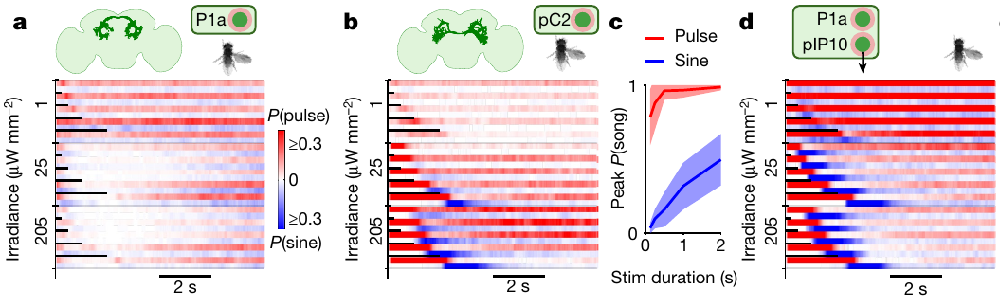 a
P1a
Irradiance (μW mm−2)
1
25
205
P(pulse)
≥0.3
0
≥0.3
P(sine)
2 s
b
pC2
Irradiance (μW mm−2)
1
25
205
2 s
c
Pulse
Sine
Peak P(song)
1
0
0
1
2
Stim duration (s)
d
P1a
pIP10
Irradiance (μW mm−2)
1
25
205
2 s